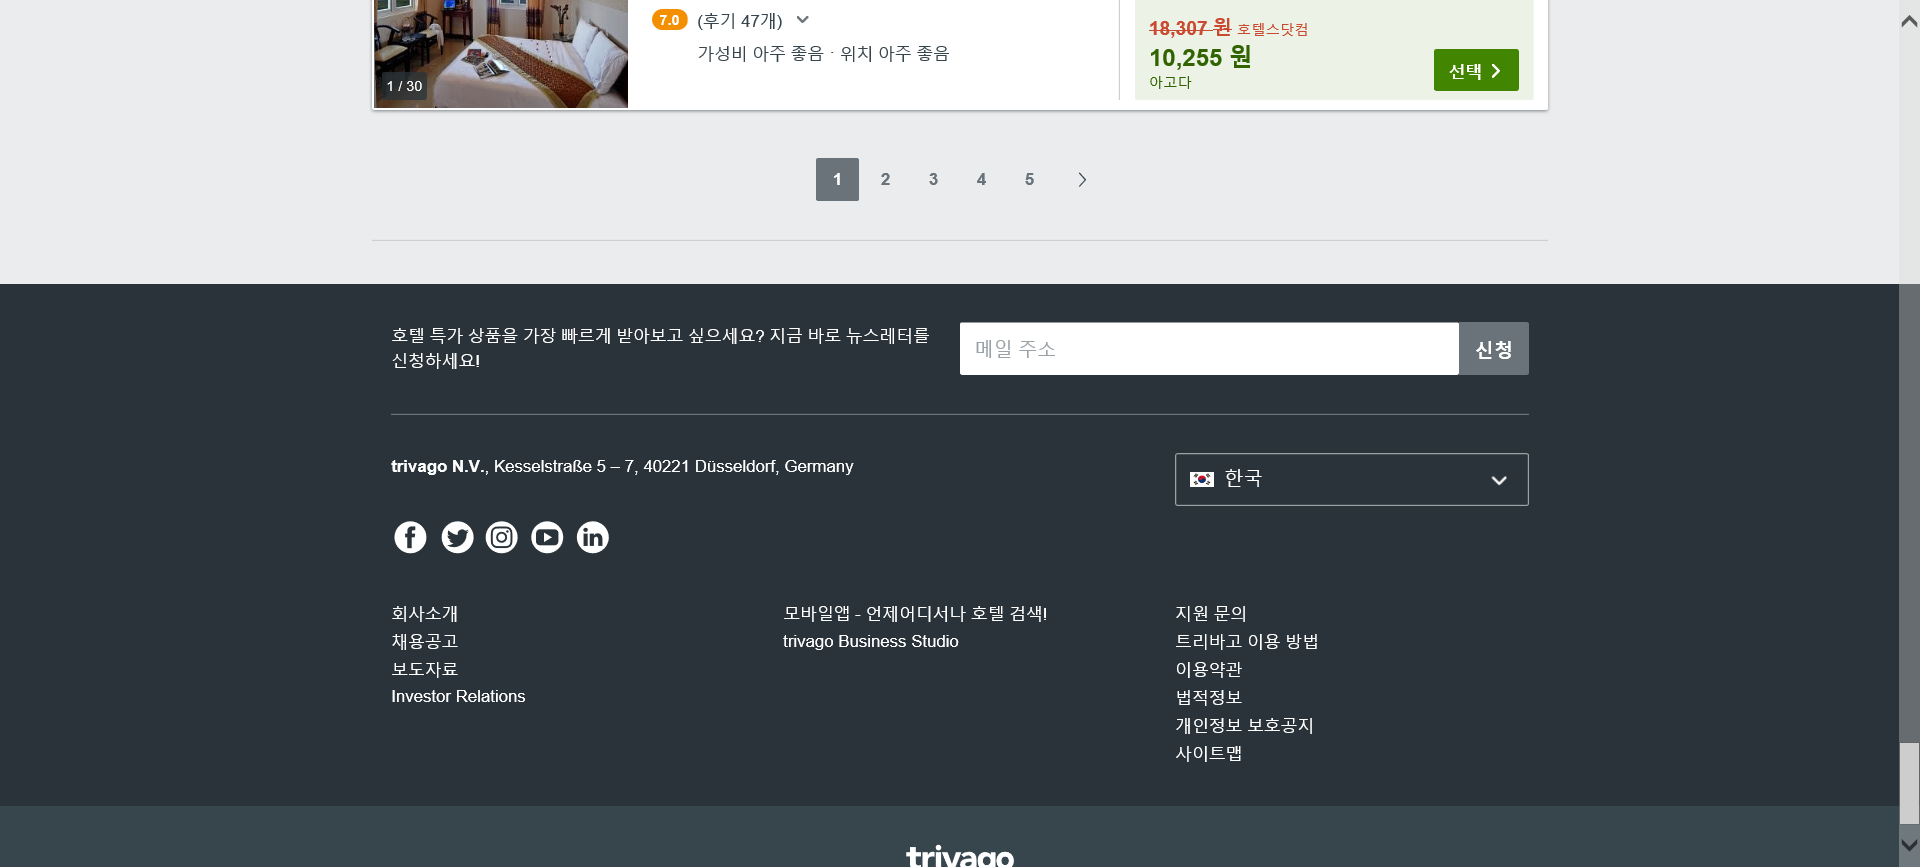 7.0 (후기 47개)
가성비 아주 좋음 · 위치 아주 좋음
1 / 30
18,307 원 호텔스닷컴
10,255 원
아고다
선택
1 2 3 4 5
호텔 특가 상품을 가장 빠르게 받아보고 싶으세요? 지금 바로 뉴스레터를
신청하세요!
메일 주소
신청
trivago N.V., Kesselstraße 5 – 7, 40221 Düsseldorf, Germany
한국
회사소개
채용공고
보도자료
Investor Relations
모바일앱 - 언제어디서나 호텔 검색!
trivago Business Studio
지원 문의
트리바고 이용 방법
이용약관
법적정보
개인정보 보호공지
사이트맵
trivago